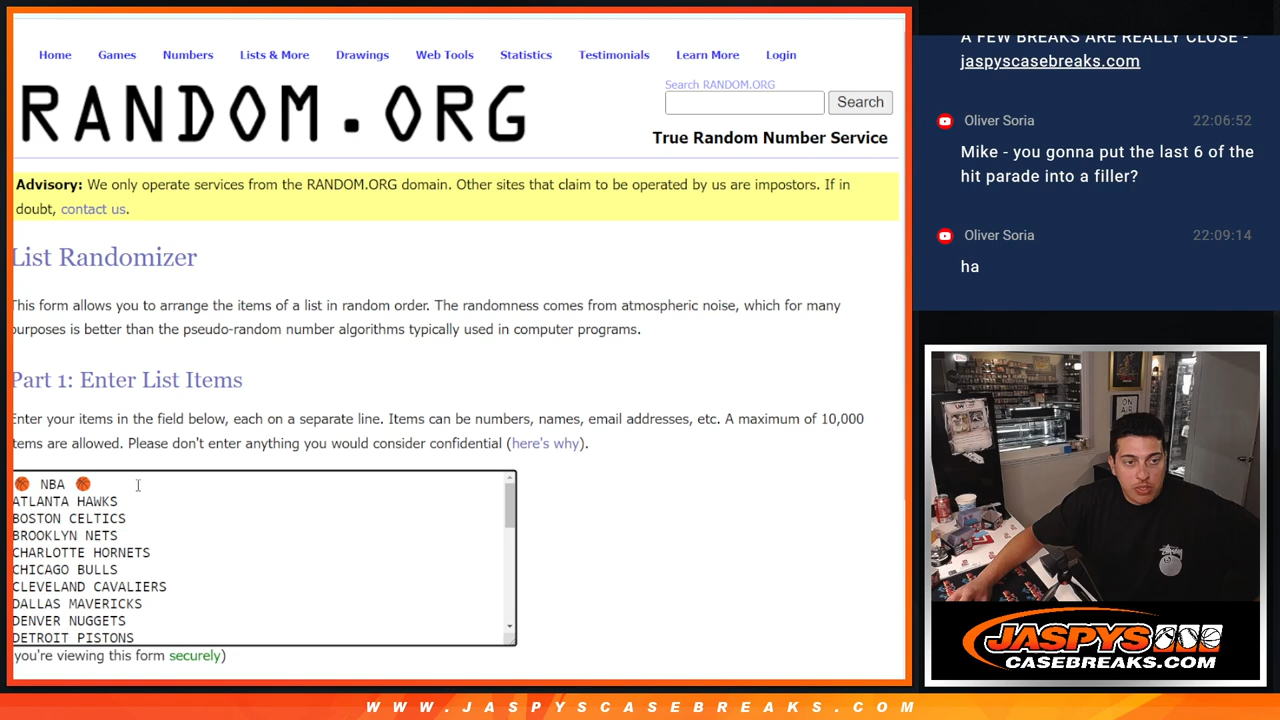 Home Games Numbers Lists & More Drawings Web Tools Statistics Testimonials Learn More Login
RANDOM.ORG
Search RANDOM.ORG
Search
True Random Number Service
Advisory: We only operate services from the RANDOM.ORG domain. Other sites that claim to be operated by us are impostors. If in
doubt, contact us.
List Randomizer
This form allows you to arrange the items of a list in random order. The randomness comes from atmospheric noise, which for many
purposes is better than the pseudo-random number algorithms typically used in computer programs.
Part 1: Enter List Items
Enter your items in the field below, each on a separate line. Items can be numbers, names, email addresses, etc. A maximum of 10,000
items are allowed. Please don't enter anything you would consider confidential (here's why).
🏀 NBA 🏀
ATLANTA HAWKS
BOSTON CELTICS
BROOKLYN NETS
CHARLOTTE HORNETS
CHICAGO BULLS
CLEVELAND CAVALIERS
DALLAS MAVERICKS
DENVER NUGGETS
DETROIT PISTONS
you're viewing this form securely)
A FEW BREAKS ARE REALLY CLOSE -
jaspyscasebreaks.com
Oliver Soria 22:06:52
Mike - you gonna put the last 6 of the
hit parade into a filler?
Oliver Soria 22:09:14
ha
ON
AIR
JASPYS
CASEBREAKS.COM
WWW.JASPYSCASEBREAKS.COM